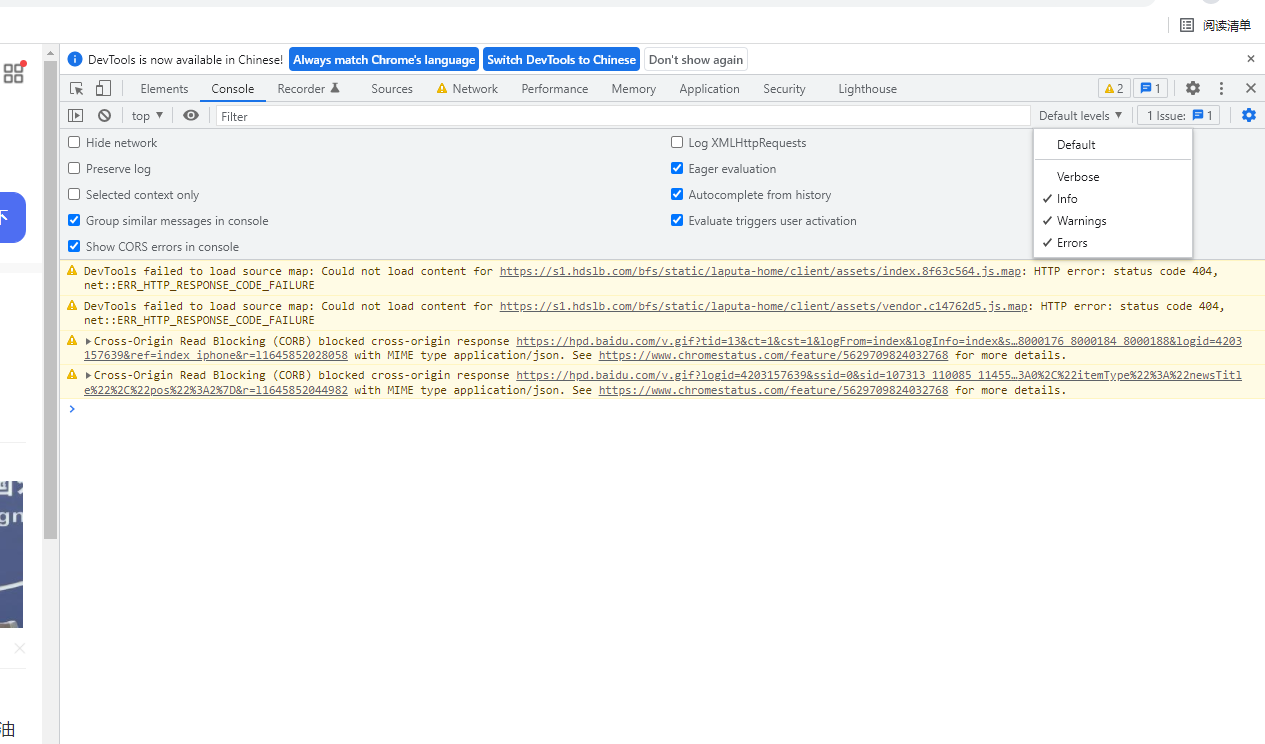 阅读清单
DevTools is now available in Chinese! Always match Chrome's language Switch DevTools to Chinese Don't show again
Elements Console Recorder Sources Network Performance Memory Application Security Lighthouse 2 1
top Filter Default levels 1 Issue: 1
Hide network
Log XMLHttpRequests
Preserve log
Eager evaluation
Selected context only
Autocomplete from history
Group similar messages in console
Evaluate triggers user activation
Show CORS errors in console
Default
Verbose
Info
Warnings
Errors
DevTools failed to load source map: Could not load content for https://s1.hdslb.com/bfs/static/laputa-home/client/assets/index.8f63c564.js.map: HTTP error: status code 404,
net::ERR_HTTP_RESPONSE_CODE_FAILURE
DevTools failed to load source map: Could not load content for https://s1.hdslb.com/bfs/static/laputa-home/client/assets/vendor.c14762d5.js.map: HTTP error: status code 404,
net::ERR_HTTP_RESPONSE_CODE_FAILURE
Cross-Origin Read Blocking (CORB) blocked cross-origin response https://hpd.baidu.com/v.gif?tid=13&ct=1&cst=1&logFrom=index&logInfo=index&s…8000176_8000184_8000188&logid=4203
157639&ref=index_iphone&r=l1645852028058 with MIME type application/json. See https://www.chromestatus.com/feature/5629709824032768 for more details.
Cross-Origin Read Blocking (CORB) blocked cross-origin response https://hpd.baidu.com/v.gif?logid=4203157639&ssid=0&sid=107313_110085_11455…3A0%2C%22itemType%22%3A%22newsTitl
e%22%2C%22pos%22%3A2%7D&r=l1645852044982 with MIME type application/json. See https://www.chromestatus.com/feature/5629709824032768 for more details.
下
gn
油